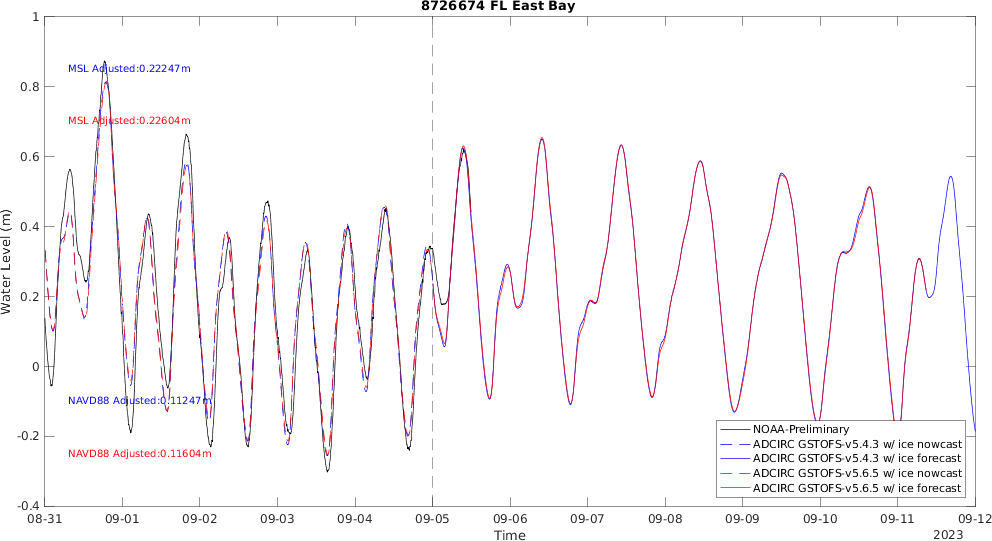 8726674 FL East Bay
1
0.8
0.6
0.4
0.2
0
-0.2
-0.4
Water Level (m)
MSL Adjusted:0.22247m
MSL Adjusted:0.22604m
NAVD88 Adjusted:0.11247m
NAVD88 Adjusted:0.11604m
NOAA-Preliminary
ADCIRC GSTOFS-v5.4.3 w/ ice nowcast
ADCIRC GSTOFS-v5.4.3 w/ ice forecast
ADCIRC GSTOFS-v5.6.5 w/ ice nowcast
ADCIRC GSTOFS-v5.6.5 w/ ice forecast
08-31 09-01 09-02 09-03 09-04 09-05 09-06 09-07 09-08 09-09 09-10 09-11 09-12
Time
2023